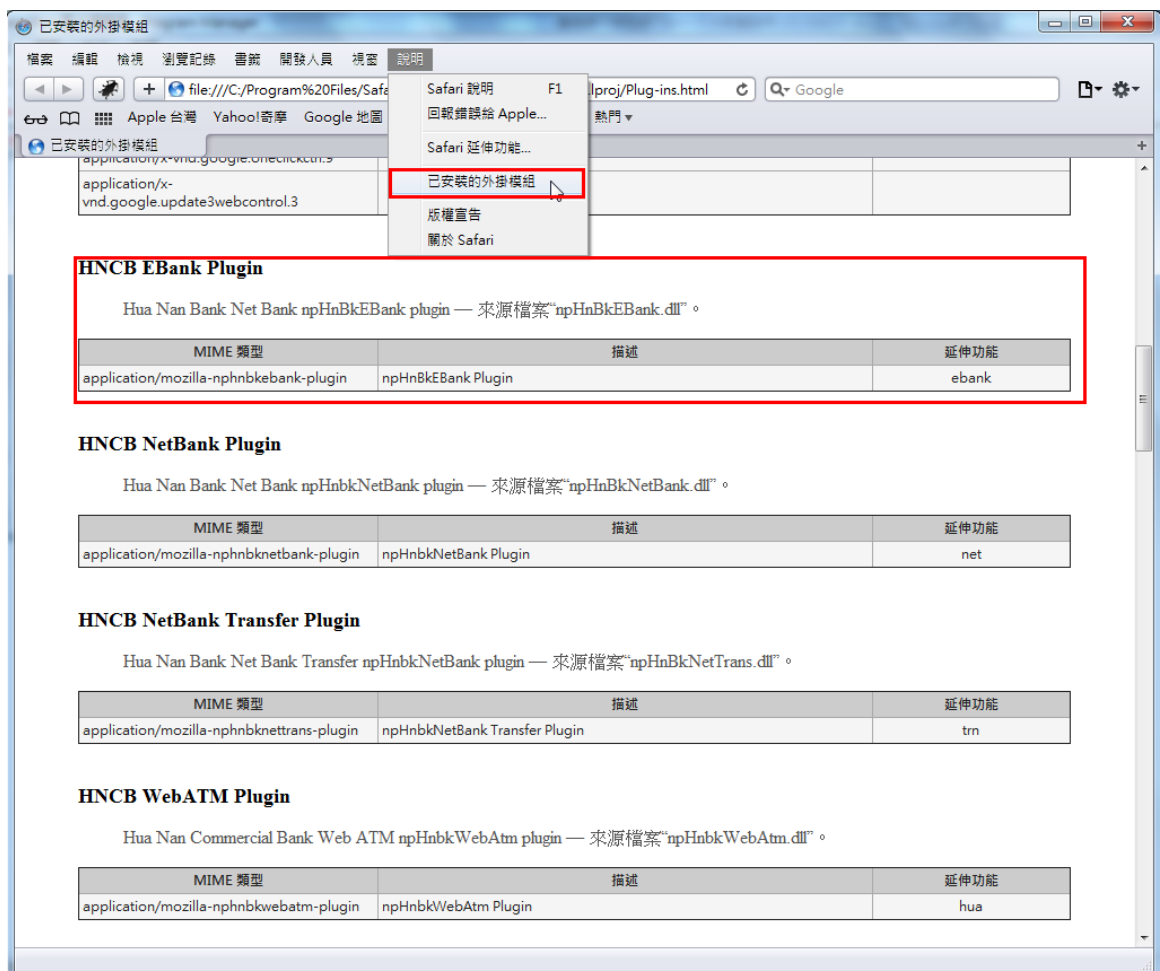 已安裝的外掛模組
檔案 編輯 檢視 瀏覽記錄 書籤 開發人員 視窗 說明
file:///C:/Program%20Files/Safa lproj/Plug-ins.html Google
Apple 台灣 Yahoo!奇摩 Google 地圖 熱門
已安裝的外掛模組
Safari 說明 F1
回報錯誤給 Apple...
Safari 延伸功能...
已安裝的外掛模組
版權宣告
關於 Safari
application/x-vnd.google.oneclickctrl.9
application/x-
vnd.google.update3webcontrol.3
HNCB EBank Plugin
Hua Nan Bank Net Bank npHnBkEBank plugin — 來源檔案“npHnBkEBank.dll”。
MIME 類型 描述 延伸功能
application/mozilla-nphnbkebank-plugin npHnBkEBank Plugin ebank
HNCB NetBank Plugin
Hua Nan Bank Net Bank npHnbkNetBank plugin — 來源檔案“npHnBkNetBank.dll”。
MIME 類型 描述 延伸功能
application/mozilla-nphnbknetbank-plugin npHnbkNetBank Plugin net
HNCB NetBank Transfer Plugin
Hua Nan Bank Net Bank Transfer npHnbkNetBank plugin — 來源檔案“npHnBkNetTrans.dll”。
MIME 類型 描述 延伸功能
application/mozilla-nphnbknettrans-plugin npHnbkNetBank Transfer Plugin trn
HNCB WebATM Plugin
Hua Nan Commercial Bank Web ATM npHnbkWebAtm plugin — 來源檔案“npHnbkWebAtm.dll”。
MIME 類型 描述 延伸功能
application/mozilla-nphnbkwebatm-plugin npHnbkWebAtm Plugin hua